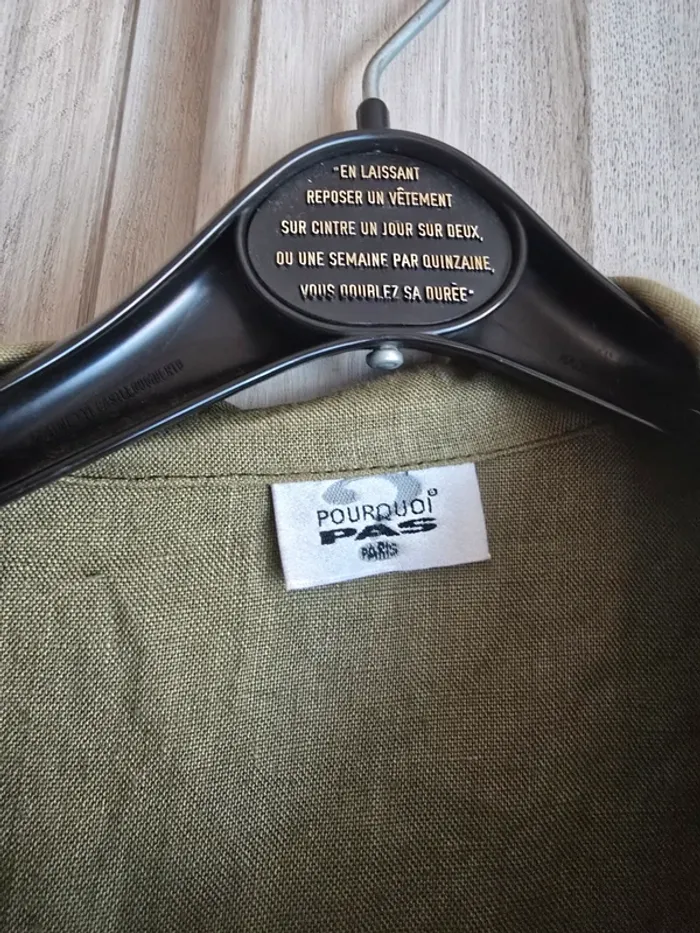 "EN LAISSANT
REPOSER UN VÊTEMENT
SUR CINTRE UN JOUR SUR DEUX,
OU UNE SEMAINE PAR QUINZAINE,
VOUS DOUBLEZ SA DURÉE"
POURQUOI
PAS
PARIS